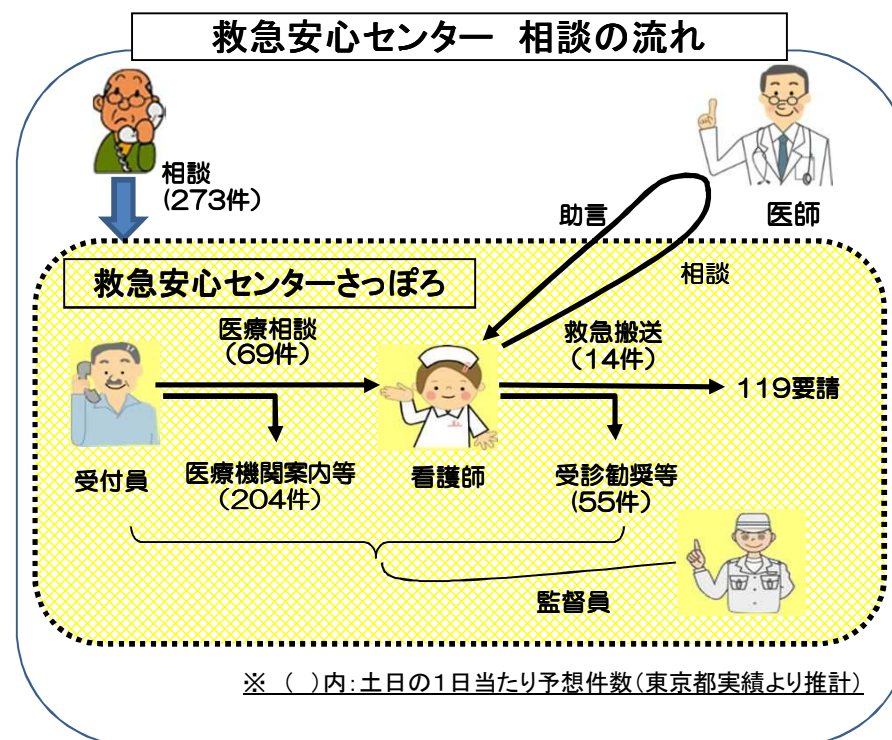 救急安心センター 相談の流れ
相談
(273件)
助言
医師
相談
救急安心センターさっぽろ
医療相談
(69件)
救急搬送
(14件)
119要請
受付員
医療機関案内等
(204件)
看護師
受診勧奨等
(55件)
監督員
※ ( )内:土日の1日当たり予想件数(東京都実績より推計)